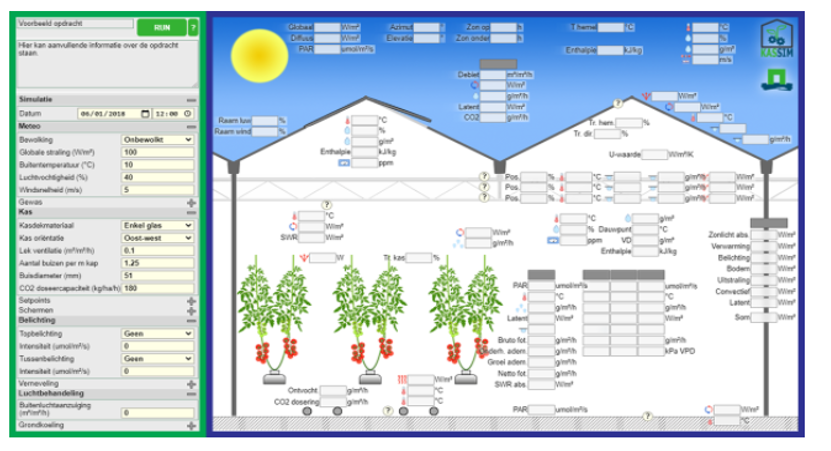 Voorbeeld opdracht RUN ?
Hier kan aanvullende informatie over de opdracht
staan.
Simulatie
Datum 06/01/2018 12:00
Meteo
Bewolking Onbewolkt
Globale straling (W/m²) 100
Buitentemperatuur (°C) 10
Luchtvochtigheid (%) 40
Windsnelheid (m/s) 5
Gewas
Kas
Kasdekmateriaal Enkel glas
Kas oriëntatie Oost-west
Lek ventilatie (m³/m²/h) 0.1
Aantal buizen per m kap 1.25
Buisdiameter (mm) 51
CO2 doseercapaciteit (kg/ha/h) 180
Setpoints
Schermen
Belichting
Topbelichting Geen
Intensiteit (umol/m²/s) 0
Tussenbelichting Geen
Intensiteit (umol/m²/s) 0
Verneveling
Luchtbehandeling
Buitenluchtaanzuiging
(m³/m²/h) 0
Grondkoeling
Globaal W/m² Azimut ° Zon op h T hemel °C °C
Diffuus W/m² Elevatie ° Zon onder h %
PAR umol/m²/s Enthalpie kJ/kg g/m³
m/s
KASSIM
Debiet m³/m²/h
W/m²
g/m²/h
Latent W/m²
CO2 g/m²/h
Raam luw %
Raam wind %
°C
%
g/m³
Enthalpie kJ/kg
ppm
? W/m²
W/m²
Tr. hem. %
Tr. dir %
g/m²/h
U-waarde W/m²/K
? Pos. % °C g/m²/h W/m²
? Pos. % °C g/m²/h W/m²
? Pos. % °C g/m²/h W/m²
?
°C
W/m²
SWR W/m²
W/m²
g/m²/h
°C g/m³
% Dauwpunt °C
ppm VD g/m³
Enthalpie kJ/kg
W Tr. kas %
Zonlicht abs. W/m²
Verwarming W/m²
Belichting W/m²
Bodem W/m²
Uitstraling W/m²
Convectief W/m²
Latent W/m²
Som W/m²
PAR umol/m²/s umol/m²/s
°C °C
g/m²/h g/m²/h
Latent W/m² W/m²
Bruto fot. g/m²/h g/m²/h
Onderh. adem. g/m²/h kPa VPD
Groei adem. g/m²/h
Netto fot. g/m²/h
SWR abs. W/m²
Ontvocht. g/m²/h
CO2 dosering g/m²/h
W/m²
°C
? °C
PAR umol/m²/s
? W/m²
°C